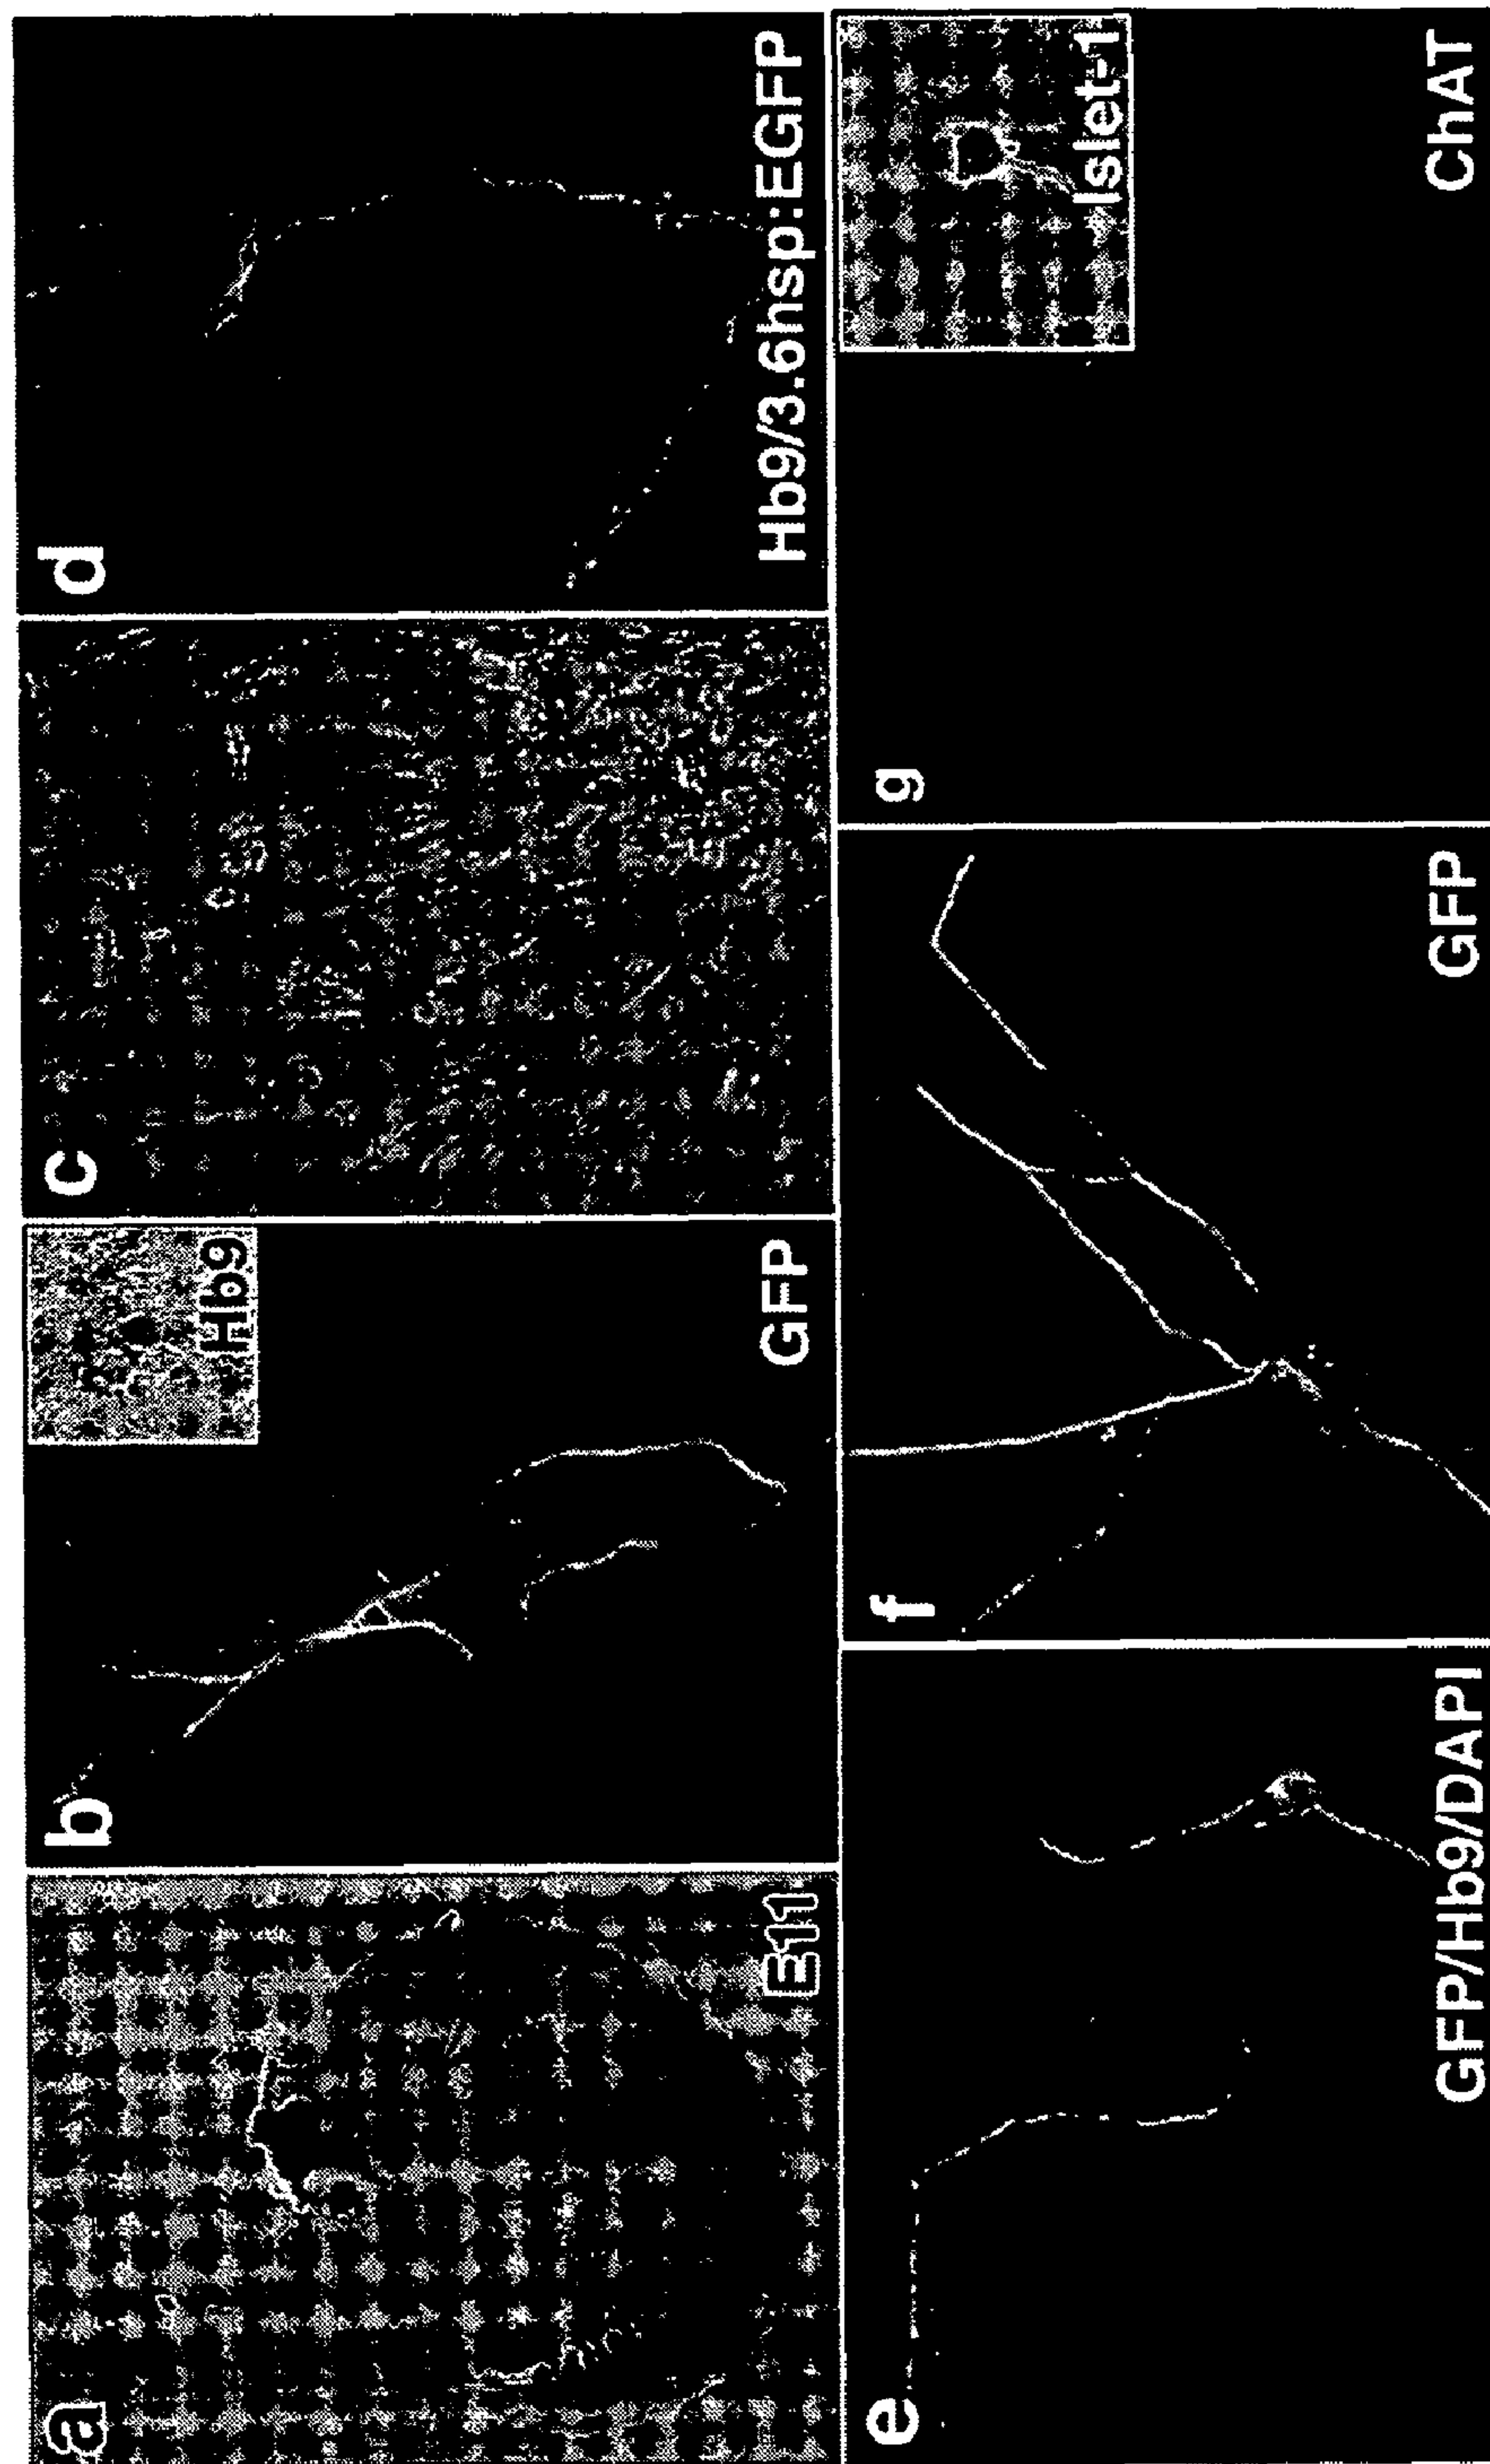 a
E11
b
Hb9
GFP
c
d
Hb9/3.6hsp:EGFP
e
GFP/Hb9/DAPI
f
GFP
g
Islet-1
ChAT